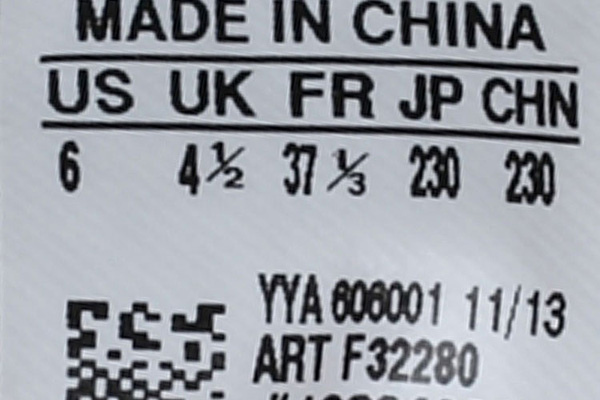 MADE IN CHINA
US UK FR JP CHN
6 4½ 37⅓ 230 230
YYA 606001 11/13
ART F32280